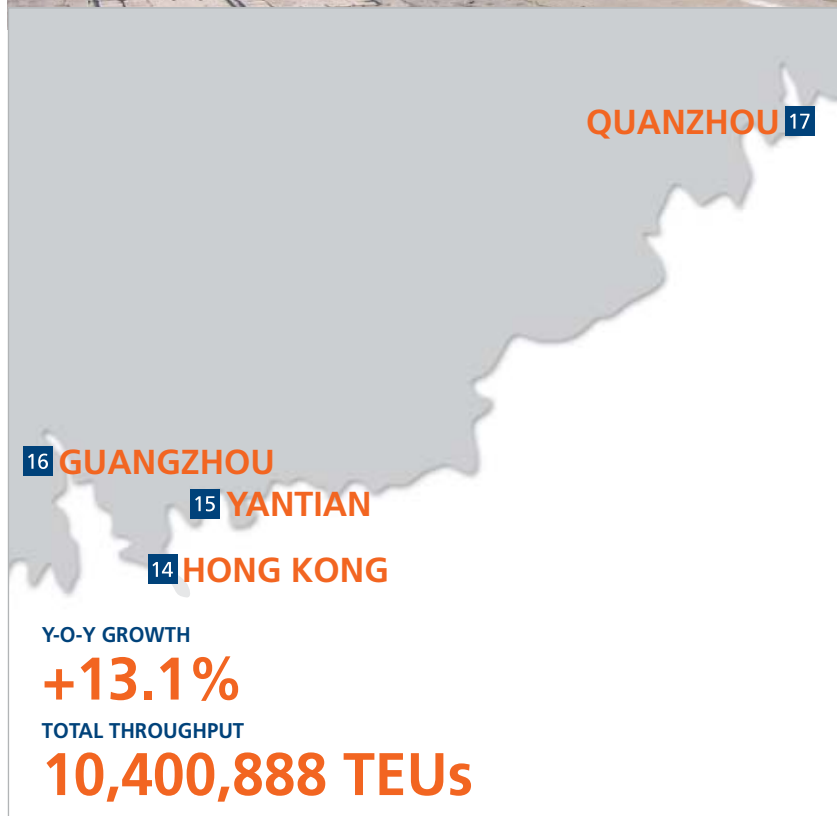 QUANZHOU 17
16 GUANGZHOU
15 YANTIAN
14 HONG KONG
Y-O-Y GROWTH
+13.1%
TOTAL THROUGHPUT
10,400,888 TEUs